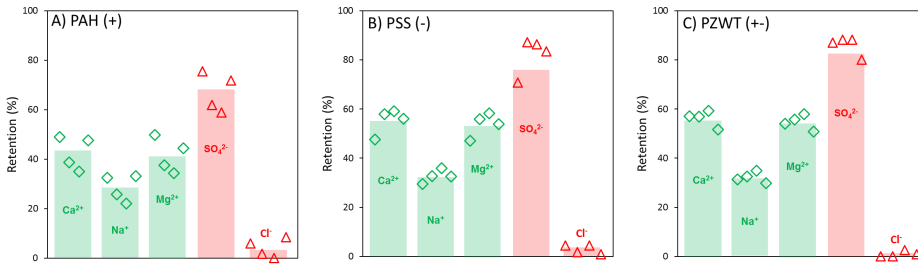 A) PAH (+)
Retention (%)
100
80
60
40
20
0
Ca²⁺
Na⁺
Mg²⁺
SO₄²⁻
Cl⁻
B) PSS (-)
Retention (%)
100
80
60
40
20
0
Ca²⁺
Na⁺
Mg²⁺
SO₄²⁻
Cl⁻
C) PZWT (+-)
Retention (%)
100
80
60
40
20
0
Ca²⁺
Na⁺
Mg²⁺
SO₄²⁻
Cl⁻